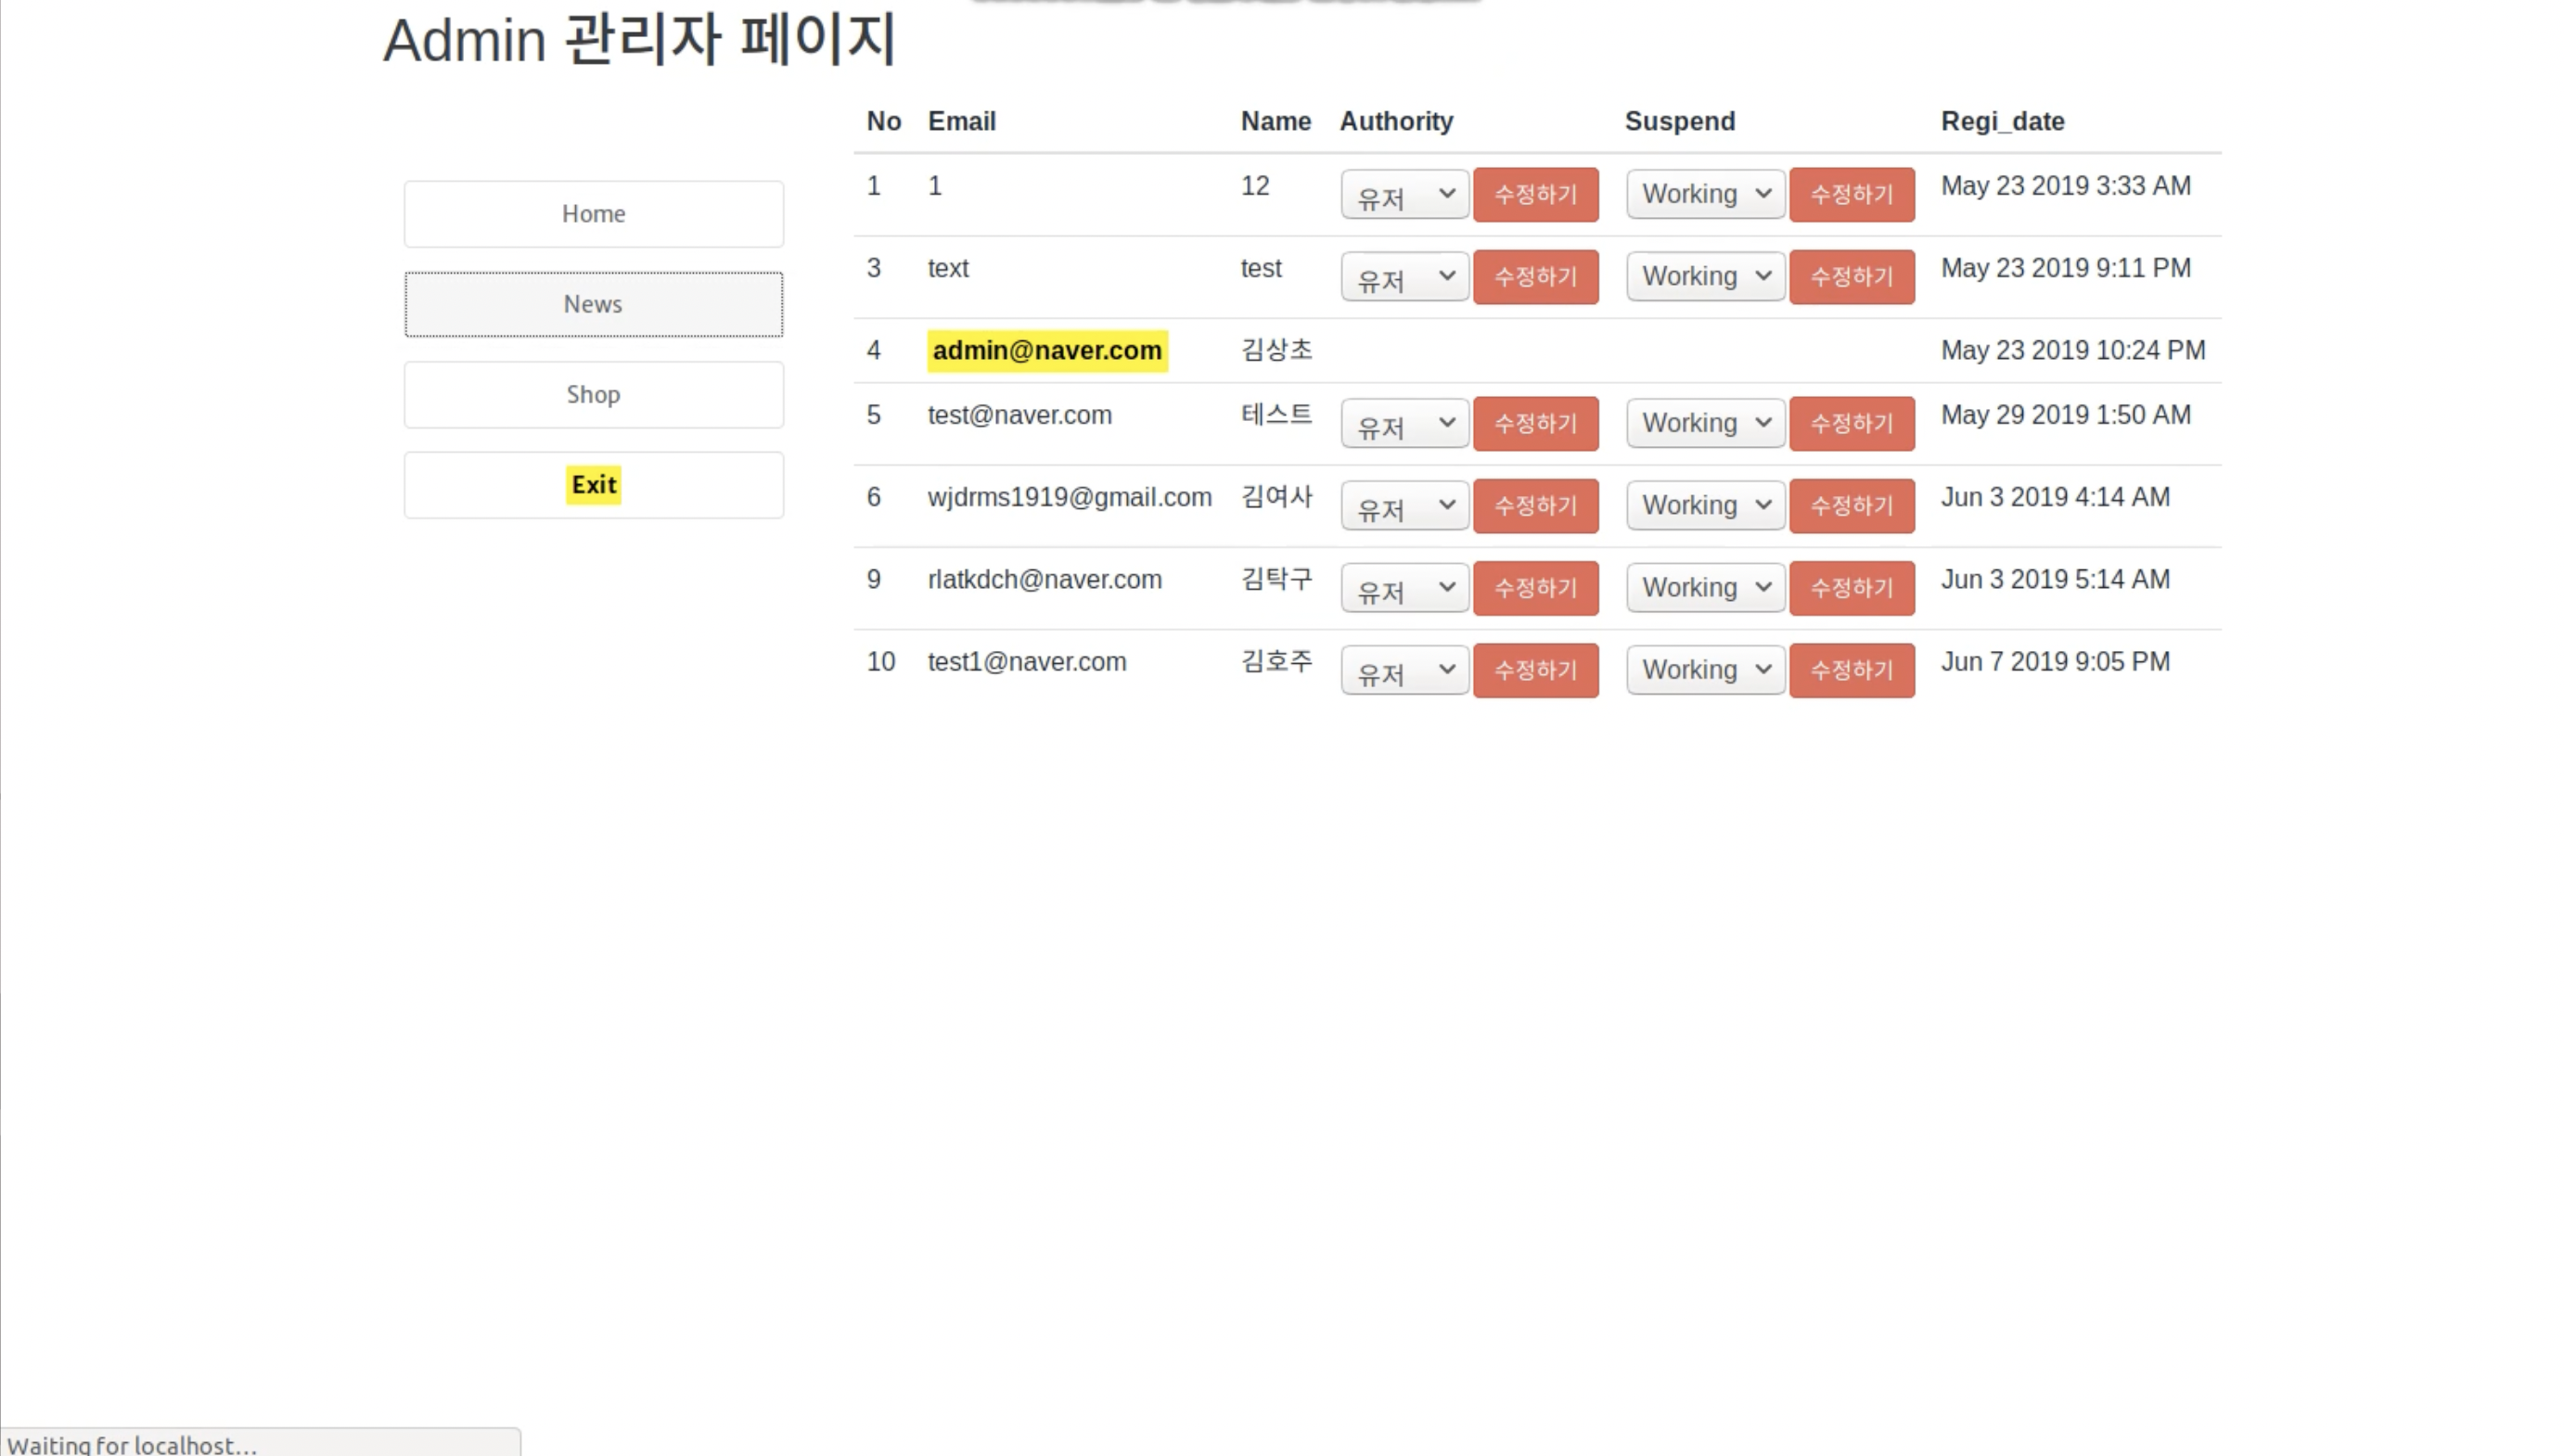 Admin 관리자 페이지
Home
News
Shop
Exit
No Email Name Authority Suspend Regi_date
1 1 12 유저 수정하기 Working 수정하기 May 23 2019 3:33 AM
3 text test 유저 수정하기 Working 수정하기 May 23 2019 9:11 PM
4 admin@naver.com 김상초 May 23 2019 10:24 PM
5 test@naver.com 테스트 유저 수정하기 Working 수정하기 May 29 2019 1:50 AM
6 wjdrms1919@gmail.com 김여사 유저 수정하기 Working 수정하기 Jun 3 2019 4:14 AM
9 rlatkdch@naver.com 김탁구 유저 수정하기 Working 수정하기 Jun 3 2019 5:14 AM
10 test1@naver.com 김호주 유저 수정하기 Working 수정하기 Jun 7 2019 9:05 PM
Waiting for localhost...